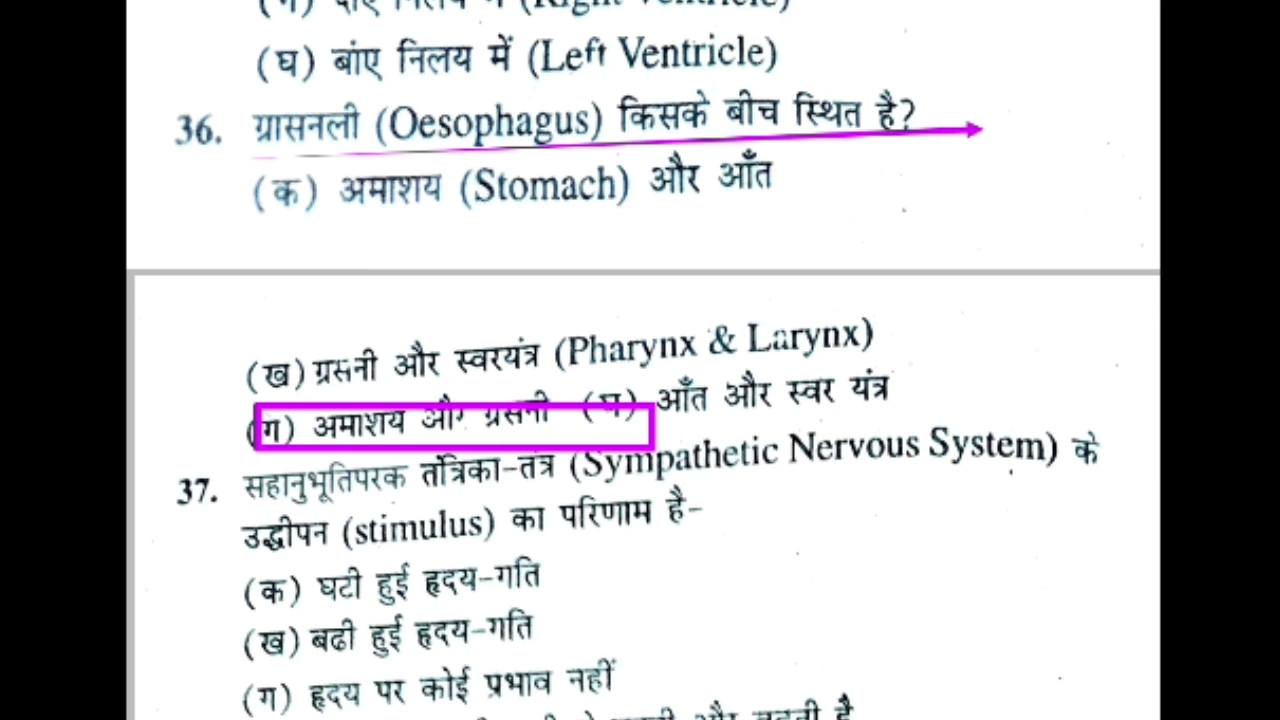 (घ) बांए निलय में (Left Ventricle)
36. ग्रासनली (Oesophagus) किसके बीच स्थित है?
(क) अमाशय (Stomach) और आँत
(ख) ग्रसनी और स्वरयंत्र (Pharynx & Larynx)
(ग) अमाशय और ग्रसनी (घ) आँत और स्वर यंत्र
37. सहानुभूतिपरक तंत्रिका-तंत्र (Sympathetic Nervous System) के
उद्धीपन (stimulus) का परिणाम है-
(क) घटी हुई हृदय-गति
(ख) बढी हुई हृदय-गति
(ग) हृदय पर कोई प्रभाव नहीं